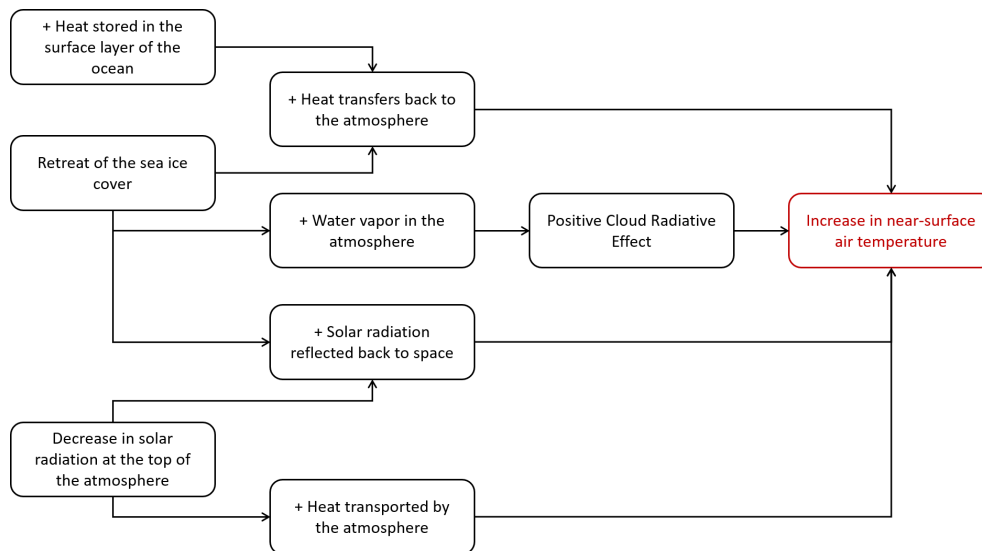 + Heat stored in the
surface layer of the
ocean
+ Heat transfers back to
the atmosphere
Retreat of the sea ice
cover
+ Water vapor in the
atmosphere
Positive Cloud Radiative
Effect
Increase in near-surface
air temperature
+ Solar radiation
reflected back to space
Decrease in solar
radiation at the top of
the atmosphere
+ Heat transported by
the atmosphere